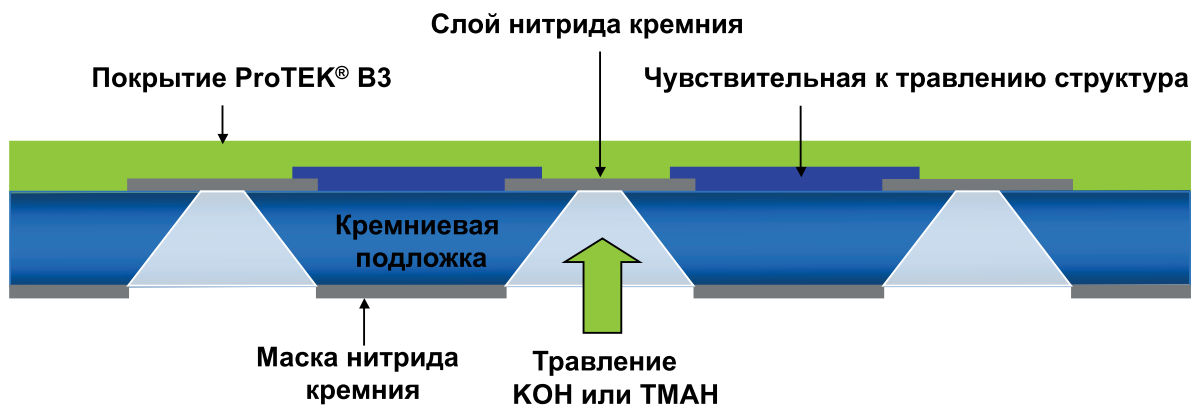 Слой нитрида кремния
Покрытие ProTEK® B3
Чувствительная к травлению структура
Кремниевая
подложка
Маска нитрида
кремния
Травление
KOH или TMAH